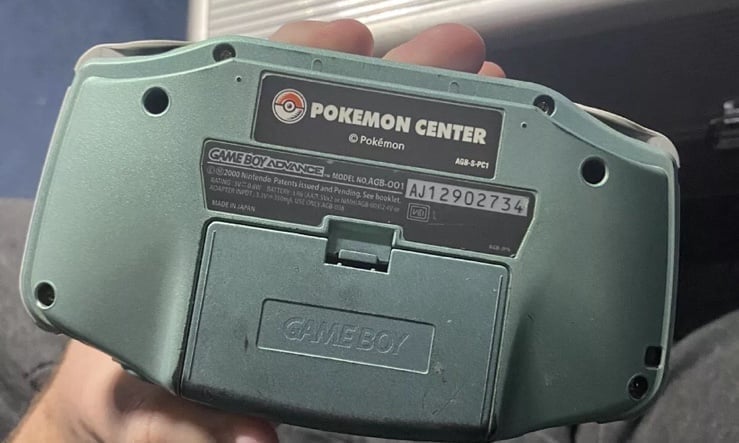 POKEMON CENTER
© Pokémon
AGB-S-PC1
GAME BOY ADVANCE™ MODEL NO.AGB-001
AJ12902734
2000 Nintendo Patents Issued and Pending. See booklet.
MADE IN JAPAN
GAME BOY